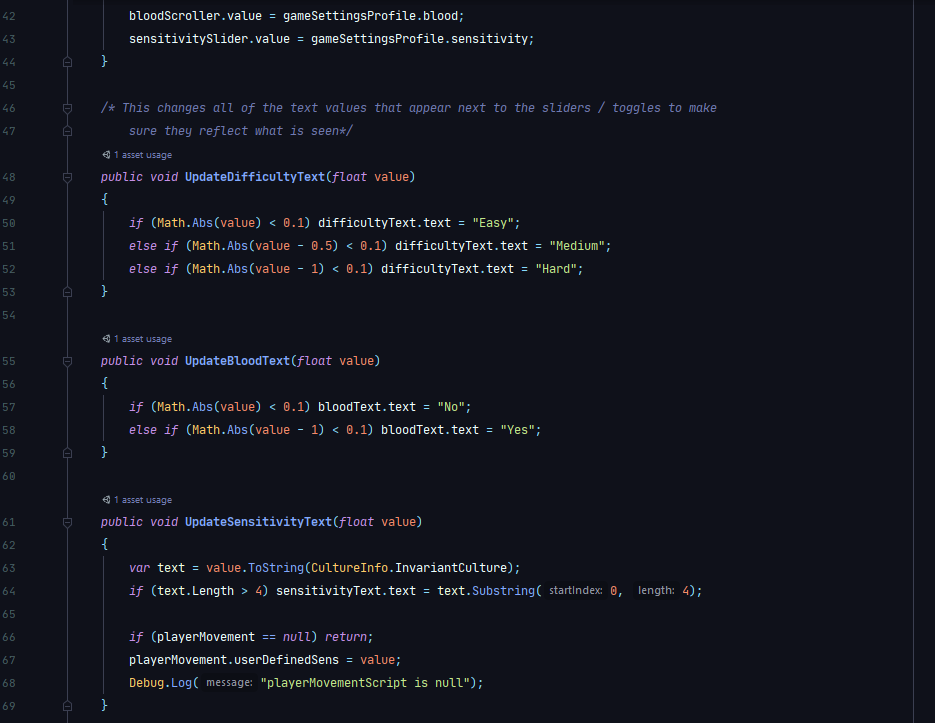 42 bloodScroller.value = gameSettingsProfile.blood;
43 sensitivitySlider.value = gameSettingsProfile.sensitivity;
44 }
45
46 /* This changes all of the text values that appear next to the sliders / toggles to make
47 sure they reflect what is seen*/
1 asset usage
48 public void UpdateDifficultyText(float value)
49 {
50 if (Math.Abs(value) < 0.1) difficultyText.text = "Easy";
51 else if (Math.Abs(value - 0.5) < 0.1) difficultyText.text = "Medium";
52 else if (Math.Abs(value - 1) < 0.1) difficultyText.text = "Hard";
53 }
54
1 asset usage
55 public void UpdateBloodText(float value)
56 {
57 if (Math.Abs(value) < 0.1) bloodText.text = "No";
58 else if (Math.Abs(value - 1) < 0.1) bloodText.text = "Yes";
59 }
60
1 asset usage
61 public void UpdateSensitivityText(float value)
62 {
63 var text = value.ToString(CultureInfo.InvariantCulture);
64 if (text.Length > 4) sensitivityText.text = text.Substring( startIndex: 0, length: 4);
65
66 if (playerMovement == null) return;
67 playerMovement.userDefinedSens = value;
68 Debug.Log( message: "playerMovementScript is null");
69 }